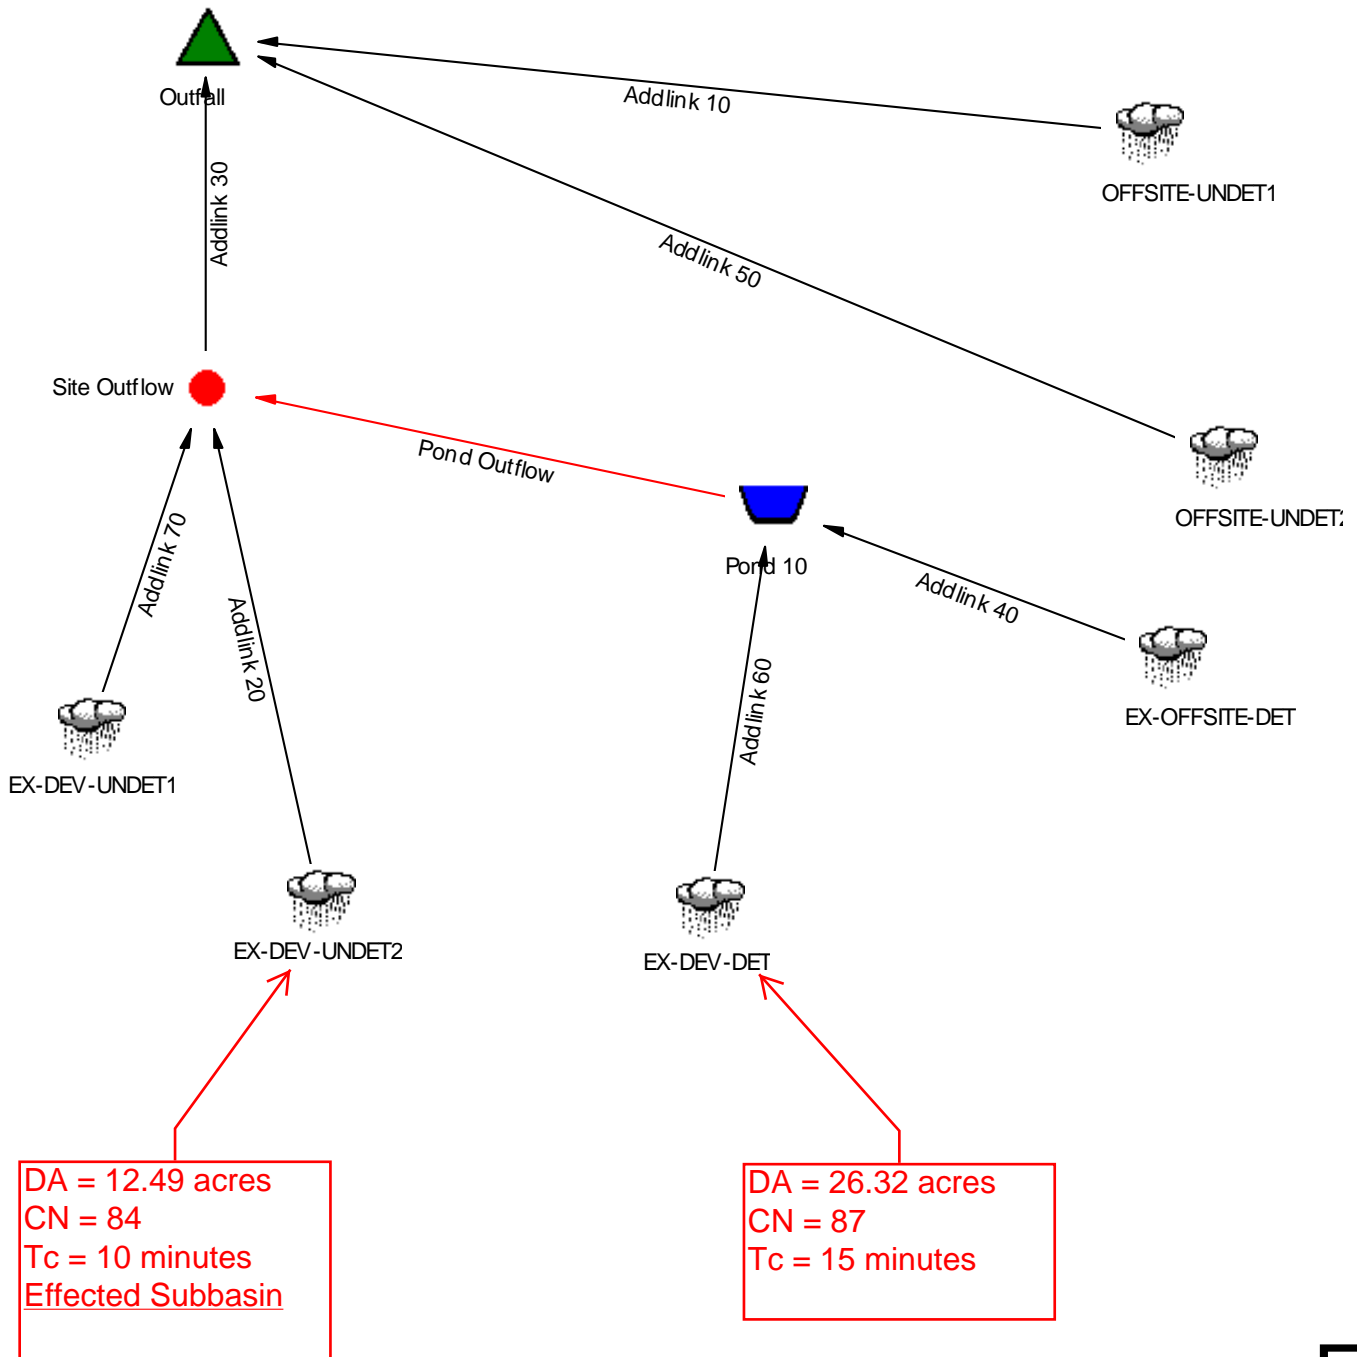 Outfall
Addlink 10
OFFSITE-UNDET1
Addlink 30
Addlink 50
Site Outflow
Pond Outflow
OFFSITE-UNDET
Pond 10
Addlink 70
Addlink 20
Addlink 40
Addlink 60
EX-OFFSITE-DET
EX-DEV-UNDET1
EX-DEV-UNDET2
EX-DEV-DET
DA = 12.49 acres
CN = 84
Tc = 10 minutes
Effected Subbasin
DA = 26.32 acres
CN = 87
Tc = 15 minutes